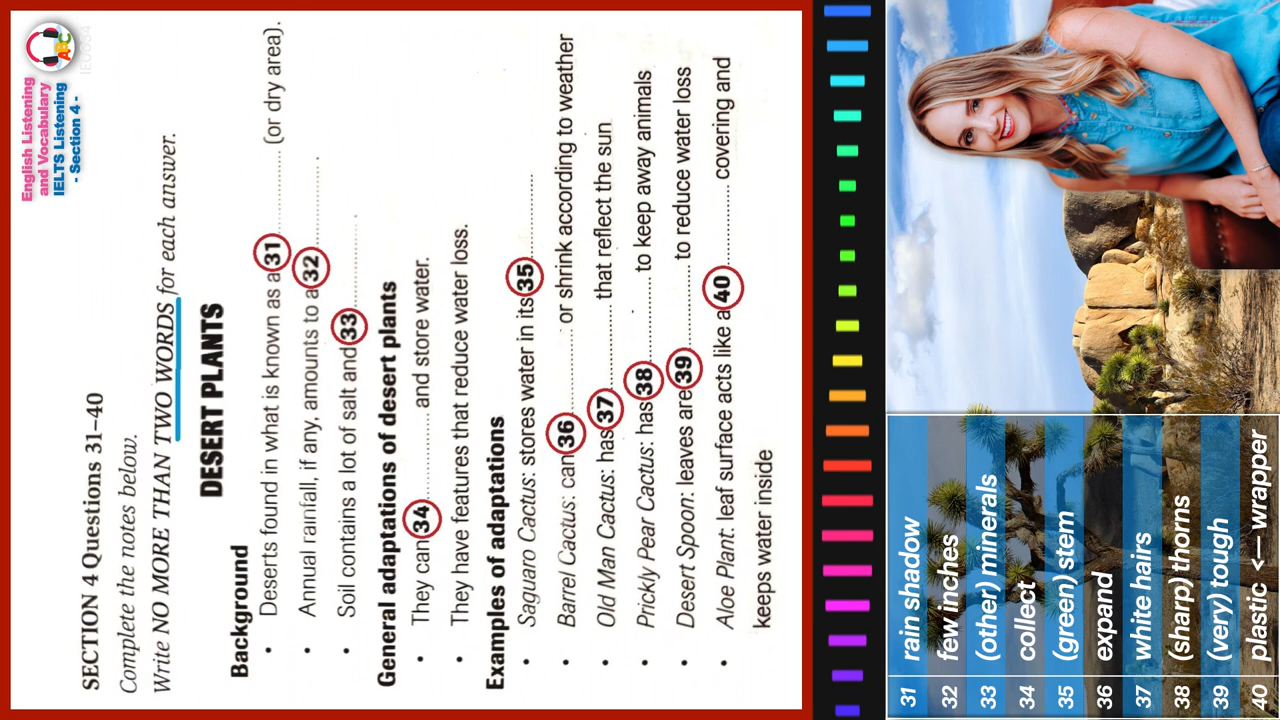 English Listening
and Vocabulary
IELTS Listening
- Section 4 -
ABC
IE0634
SECTION 4 Questions 31–40
Complete the notes below.
Write NO MORE THAN TWO WORDS for each answer.
DESERT PLANTS
Background
• Deserts found in what is known as a 31 .................... (or dry area).
• Annual rainfall, if any, amounts to a 32 ....................
• Soil contains a lot of salt and 33 .................... .
General adaptations of desert plants
• They can 34 .................... and store water.
• They have features that reduce water loss.
Examples of adaptations
• Saguaro Cactus: stores water in its 35 ....................
• Barrel Cactus: can 36 .................... or shrink according to weather
• Old Man Cactus: has 37 .................... that reflect the sun
• Prickly Pear Cactus: has 38 .................... to keep away animals
• Desert Spoon: leaves are 39 .................... to reduce water loss
• Aloe Plant: leaf surface acts like a 40 .................... covering and
keeps water inside
31 rain shadow
32 few inches
33 (other) minerals
34 collect
35 (green) stem
36 expand
37 white hairs
38 (sharp) thorns
39 (very) tough
40 plastic <— wrapper